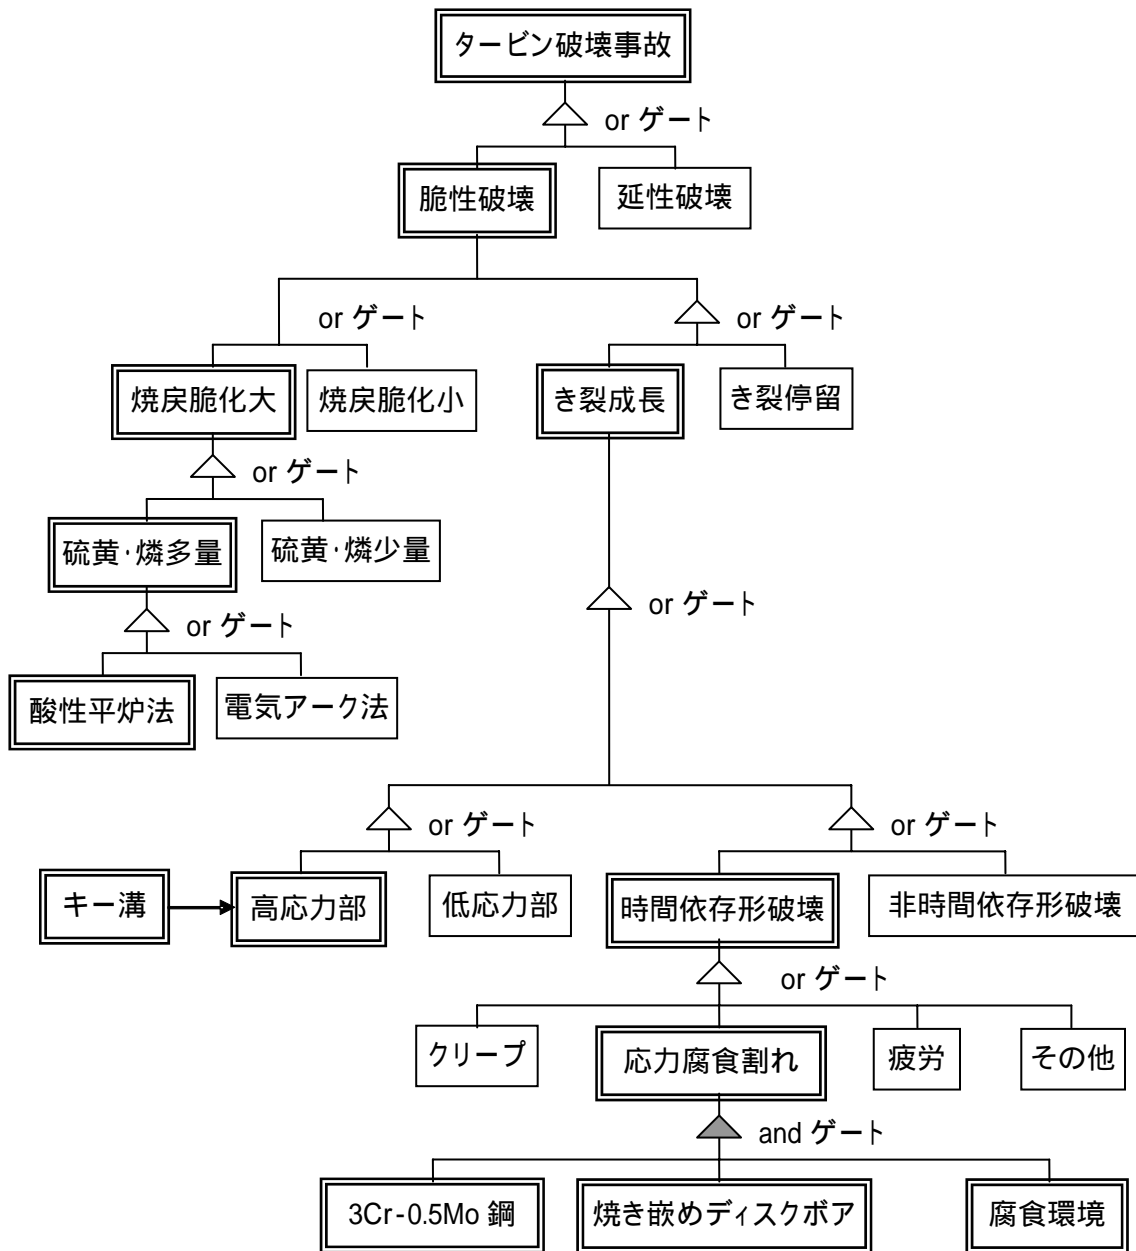 タービン破壊事故
or ゲート
脆性破壊
延性破壊
or ゲート
or ゲート
焼戻脆化大
焼戻脆化小
き裂成長
き裂停留
or ゲート
硫黄・燐多量
硫黄・燐少量
or ゲート
or ゲート
酸性平炉法
電気アーク法
or ゲート
or ゲート
キー溝
高応力部
低応力部
時間依存形破壊
非時間依存形破壊
or ゲート
クリープ
応力腐食割れ
疲労
その他
and ゲート
3Cr-0.5Mo 鋼
焼き嵌めディスクボア
腐食環境